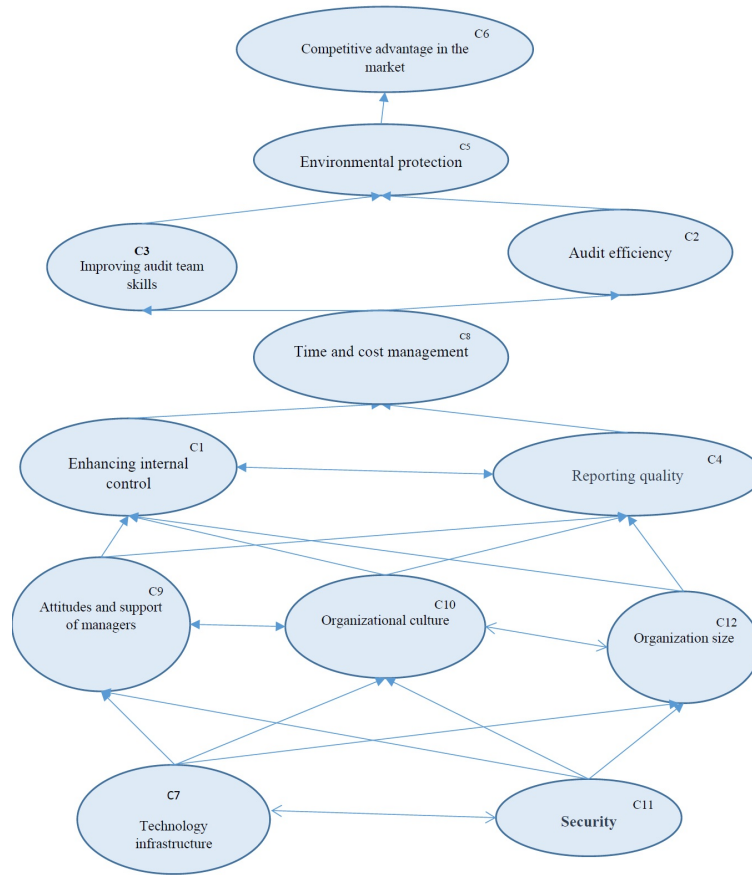 C6
Competitive advantage in the
market
C5
Environmental protection
C3
Improving audit team
skills
C2
Audit efficiency
C8
Time and cost management
C1
Enhancing internal
control
C4
Reporting quality
C9
Attitudes and support
of managers
C10
Organizational culture
C12
Organization size
C7
Technology
infrastructure
C11
Security